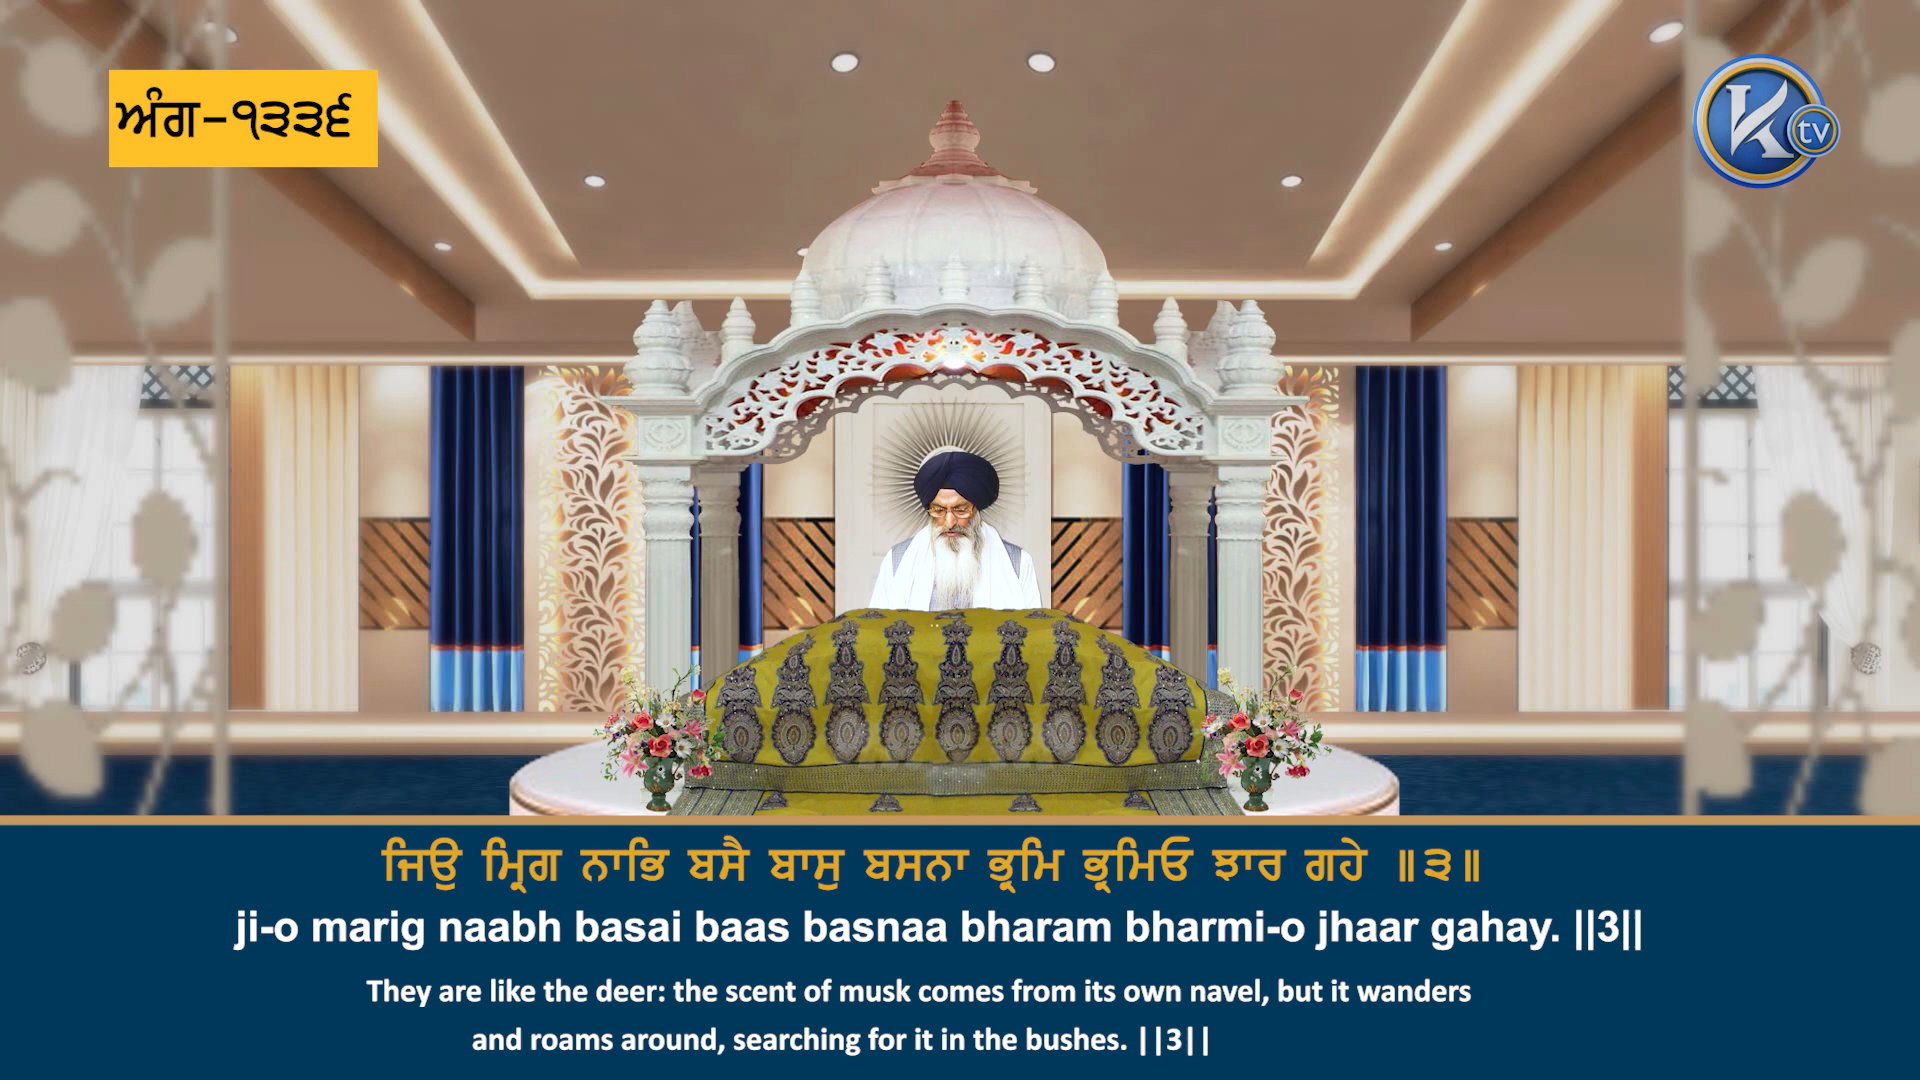 ਅੰਗ-੧੩੩੬
K tv
ਜਿਉ ਮ੍ਰਿਗ ਨਾਭਿ ਬਸੈ ਬਾਸੁ ਬਸਨਾ ਭ੍ਰਮਿ ਭ੍ਰਮਿਓ ਝਾਰ ਗਹੇ ॥੩॥
ji-o marig naabh basai baas basnaa bharam bharmi-o jhaar gahay. ||3||
They are like the deer: the scent of musk comes from its own navel, but it wanders
and roams around, searching for it in the bushes. ||3||